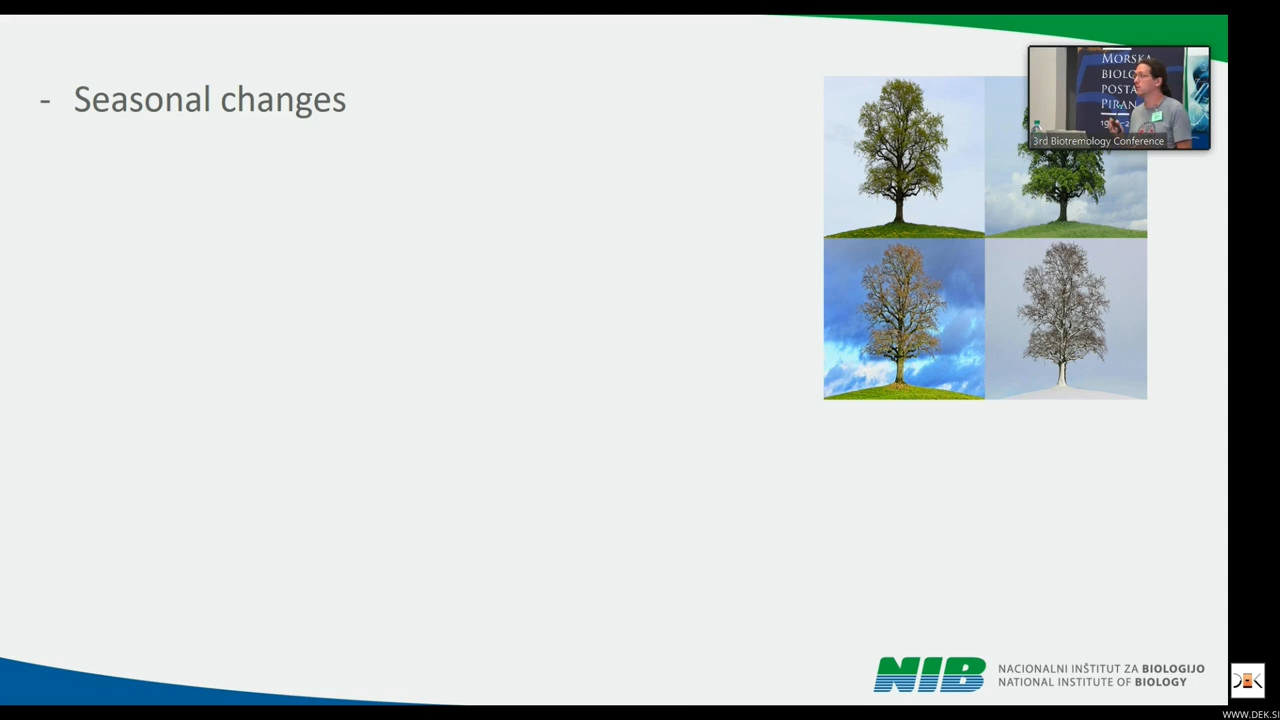 - Seasonal changes
MORSKA
BIOLO
POSTA
PIRAN
3rd Biotremology Conference
NIB
NACIONALNI INŠTITUT ZA BIOLOGIJO
NATIONAL INSTITUTE OF BIOLOGY
WWW.DEK.SI